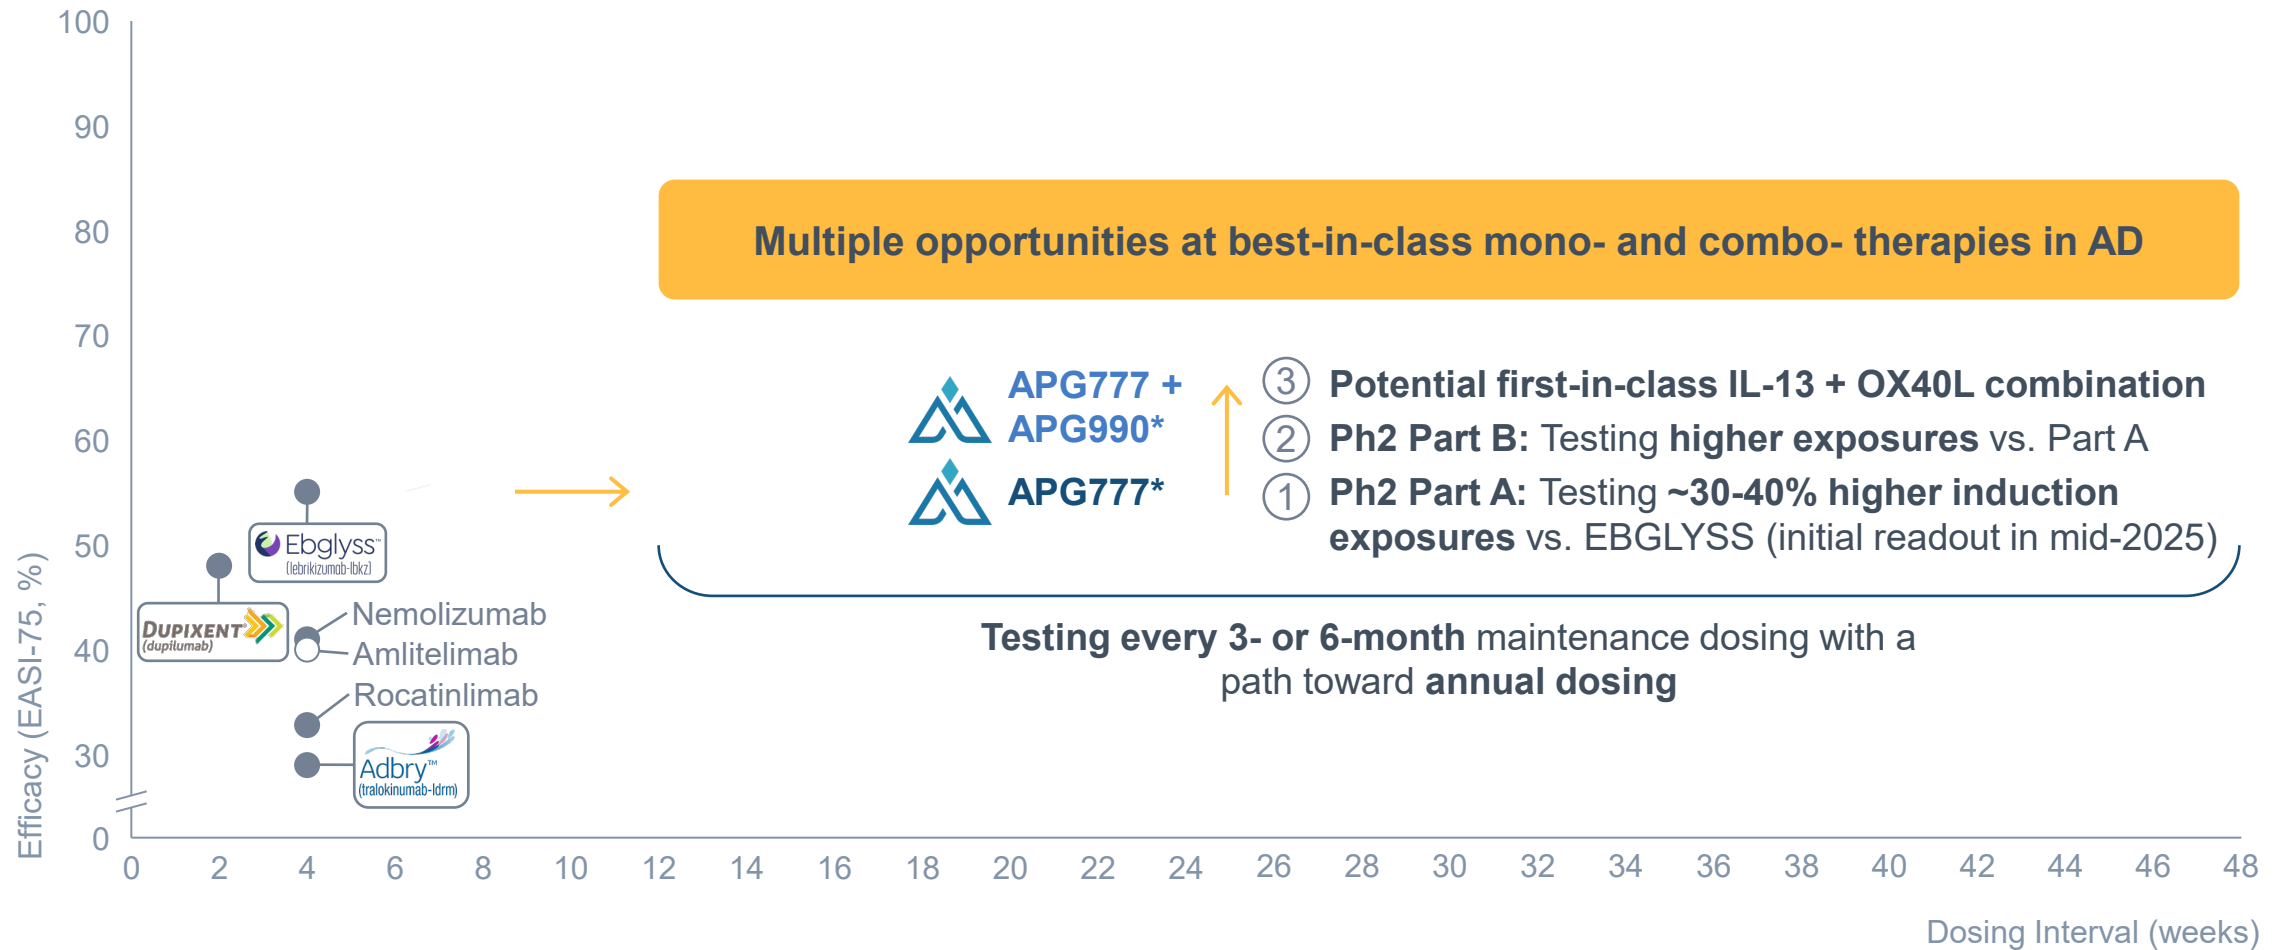 100
90
80
70
60
50
40
30
0
Efficacy (EASI-75, %)
Multiple opportunities at best-in-class mono- and combo- therapies in AD
APG777 +
APG990*
APG777*
3 Potential first-in-class IL-13 + OX40L combination
2 Ph2 Part B: Testing higher exposures vs. Part A
1 Ph2 Part A: Testing ~30-40% higher induction
exposures vs. EBGLYSS (initial readout in mid-2025)
Testing every 3- or 6-month maintenance dosing with a
path toward annual dosing
Ebglyss™
(lebrikizumab-lbkz)
DUPIXENT®
(dupilumab)
Nemolizumab
Amlitelimab
Rocatinlimab
Adbry™
(tralokinumab-ldrm)
0 2 4 6 8 10 12 14 16 18 20 22 24 26 28 30 32 34 36 38 40 42 44 46 48
Dosing Interval (weeks)